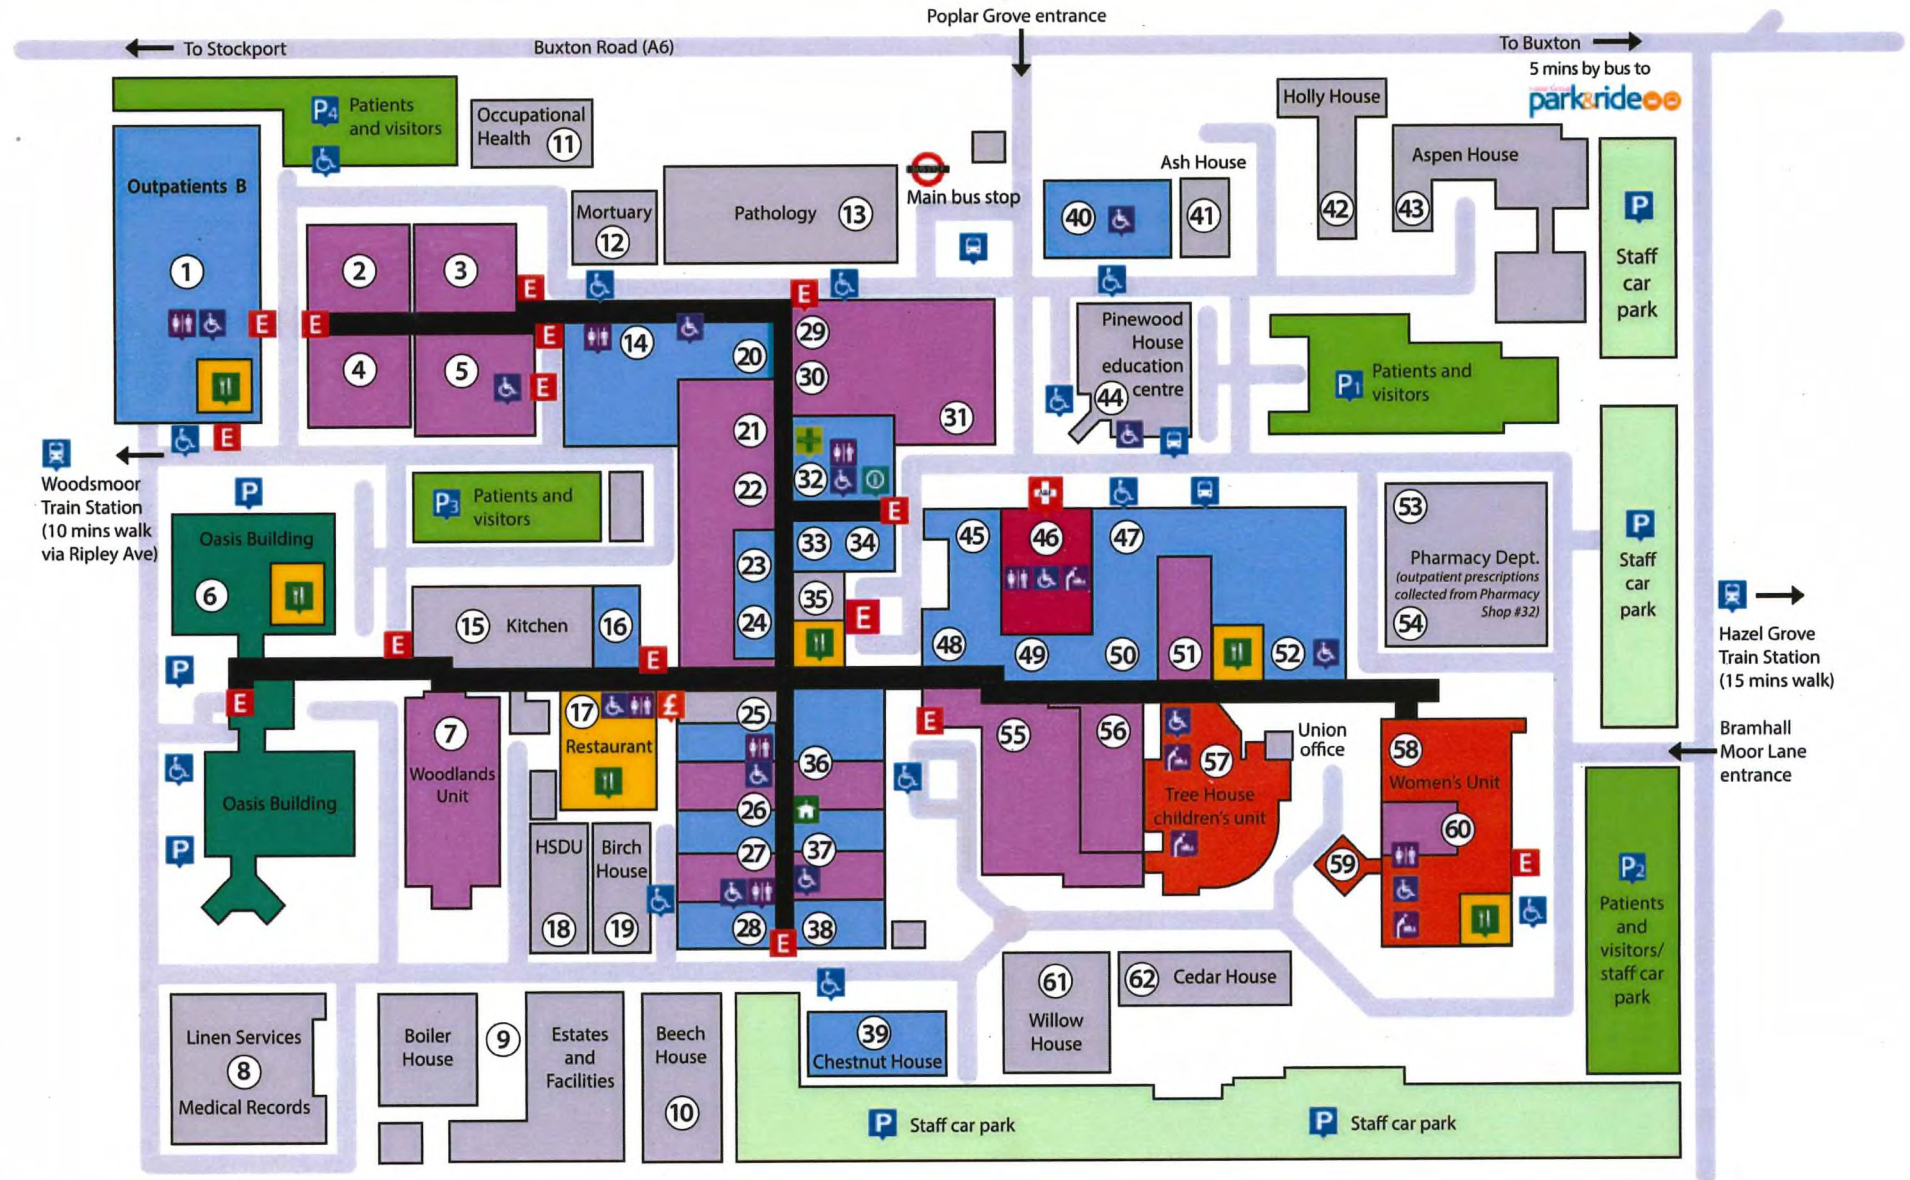 Poplar Grove entrance
To Stockport
Buxton Road (A6)
To Buxton
5 mins by bus to
park&ride
P4 Patients
and visitors
Occupational
Health 11
Outpatients B
1
E
2
3
E
E
4
5
E
E
E
Mortuary
12
Pathology 13
Main bus stop
40
Ash House
41
Holly House
42
Aspen House
43
P
Staff
car
park
14
20
E
29
30
31
21
22
23
24
32
E
33
34
35
E
Pinewood
House
education
centre
44
P1 Patients and
visitors
Woodsmoor
Train Station
(10 mins walk
via Ripley Ave)
P
Oasis Building
6
P3 Patients and
visitors
E
15 Kitchen
16
E
45
46
47
48
49
50
51
52
53
Pharmacy Dept.
(outpatient prescriptions
collected from Pharmacy
Shop #32)
54
P
Staff
car
park
Hazel Grove
Train Station
(15 mins walk)
Bramhall
Moor Lane
entrance
P
E
Oasis Building
P
7
Woodlands
Unit
17
£
Restaurant
HSDU
18
Birch
House
19
25
26
27
28
36
37
38
E
E
55
56
57
Tree House
children's unit
Union
office
58
Women's Unit
60
59
E
P2
Patients
and
visitors/
staff car
park
Linen Services
8
Medical Records
Boiler
House
9
Estates
and
Facilities
Beech
House
10
39
Chestnut House
61
Willow
House
62 Cedar House
P Staff car park
P Staff car park